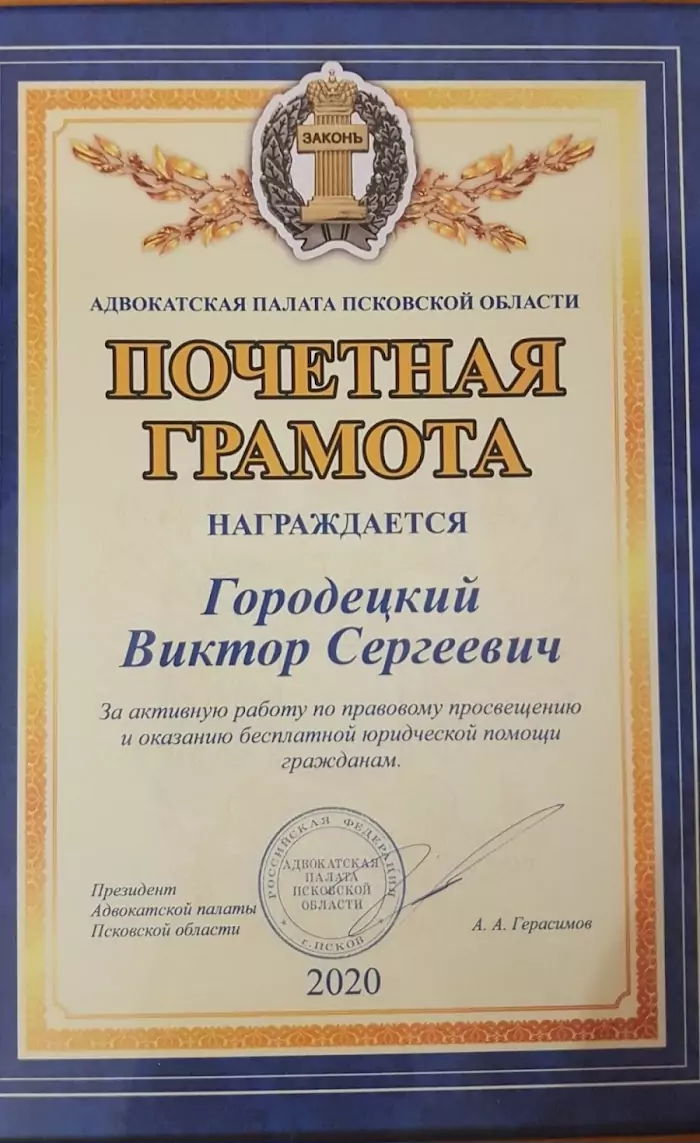 ЗАКОНЪ
АДВОКАТСКАЯ ПАЛАТА ПСКОВСКОЙ ОБЛАСТИ
ПОЧЕТНАЯ
ГРАМОТА
НАГРАЖДАЕТСЯ
Городецкий
Виктор Сергеевич
За активную работу по правовому просвещению
и оказанию бесплатной юридческой помощи
гражданам.
РОССИЙСКАЯ ФЕДЕРАЦИЯ
АДВОКАТСКАЯ
ПАЛАТА
ПСКОВСКОЙ
ОБЛАСТИ
г. ПСКОВ
Президент
Адвокатской палаты
Псковской области
А. А. Герасимов
2020